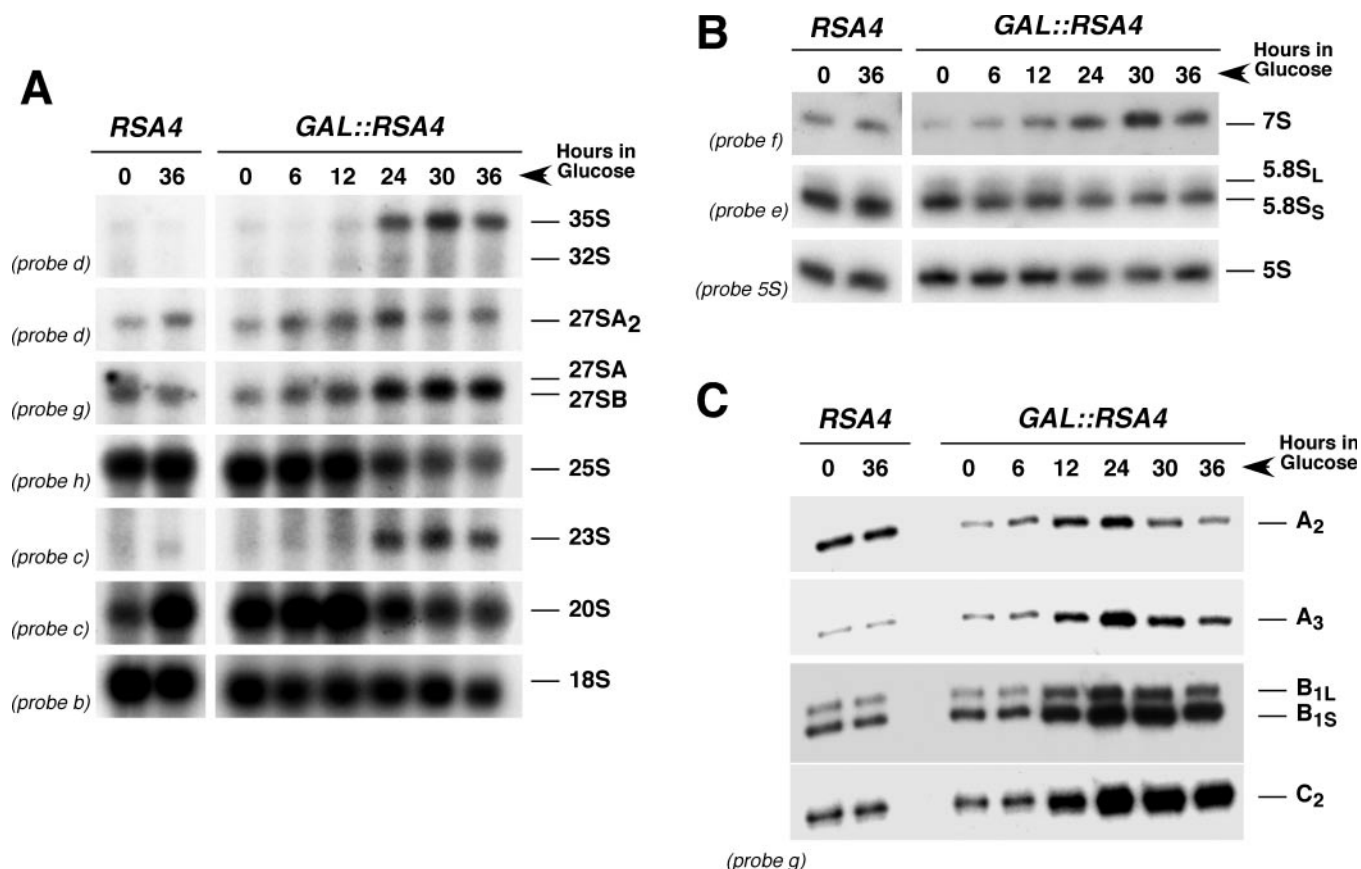 A
RSA4 GAL::RSA4
Hours in
Glucose
0 36 0 6 12 24 30 36
35S
32S
(probe d)
27SA2
(probe d)
27SA
27SB
(probe g)
25S
(probe h)
23S
(probe c)
20S
(probe c)
18S
(probe b)
B
RSA4 GAL::RSA4
Hours in
Glucose
0 36 0 6 12 24 30 36
7S
(probe f)
5.8SL
5.8SS
(probe e)
5S
(probe 5S)
C
RSA4 GAL::RSA4
Hours in
Glucose
0 36 0 6 12 24 30 36
A2
A3
B1L
B1S
C2
(probe g)